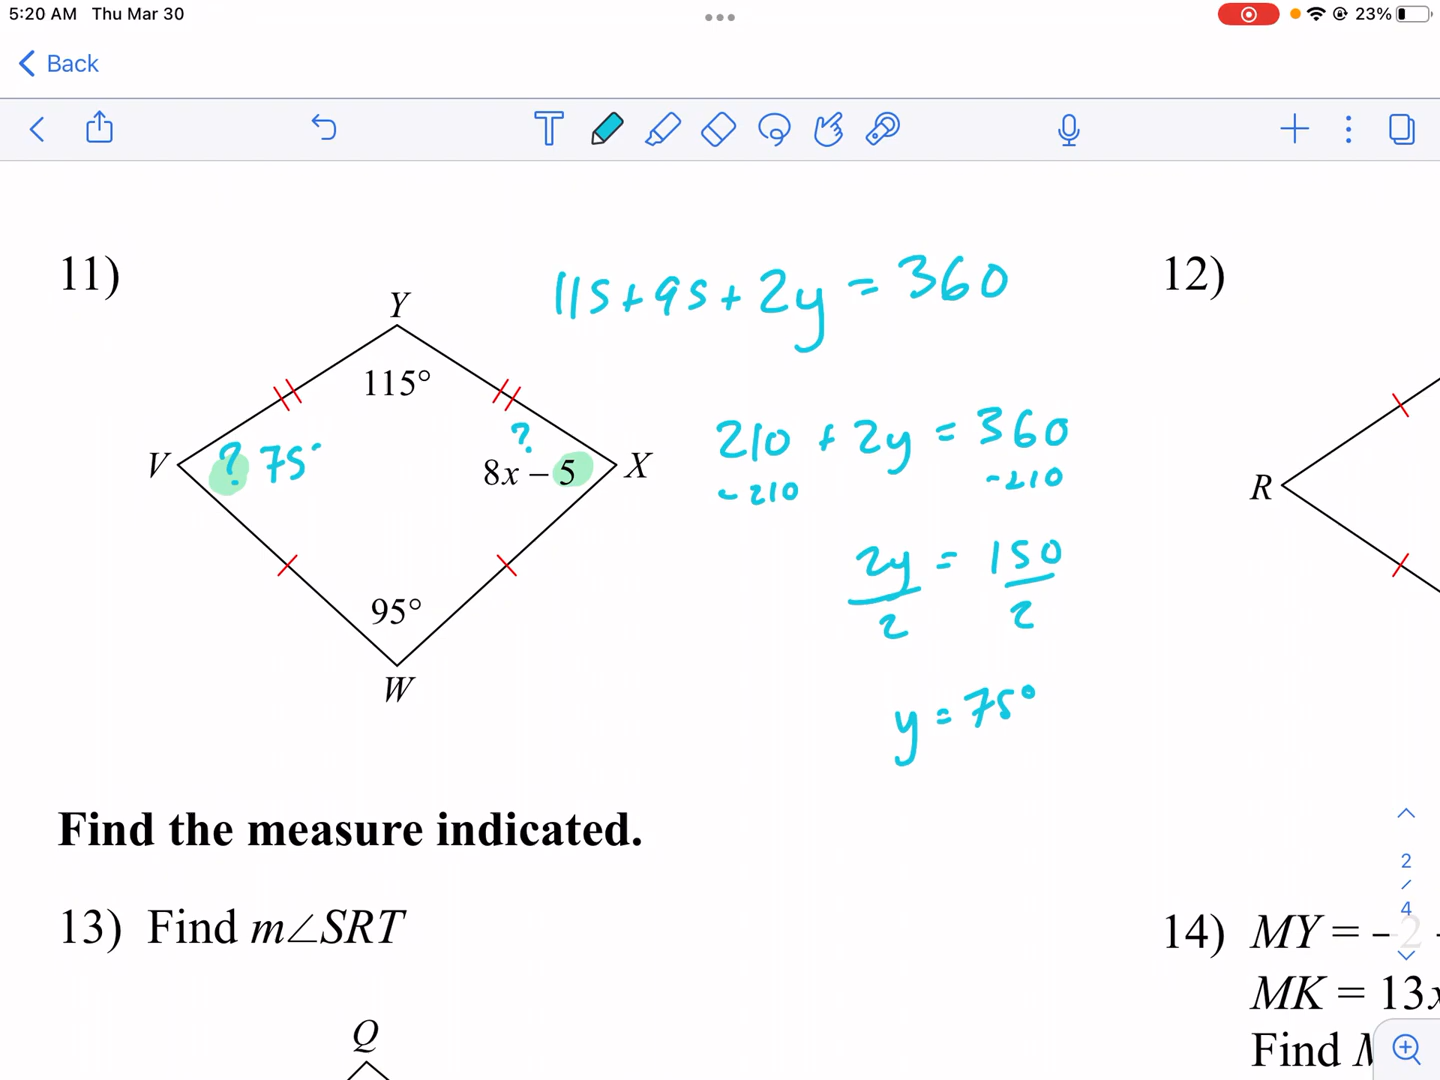 5:20 AM Thu Mar 30
23%
Back
11)
115+95+2y = 360
12)
Y
115°
?
210 + 2y = 360
V
? 75°
8x – 5
X
-210
-210
R
2y = 150
2
2
95°
W
y = 75°
Find the measure indicated.
2
/
4
13) Find m∠SRT
14) MY = –2
MK = 13x
Q
Find